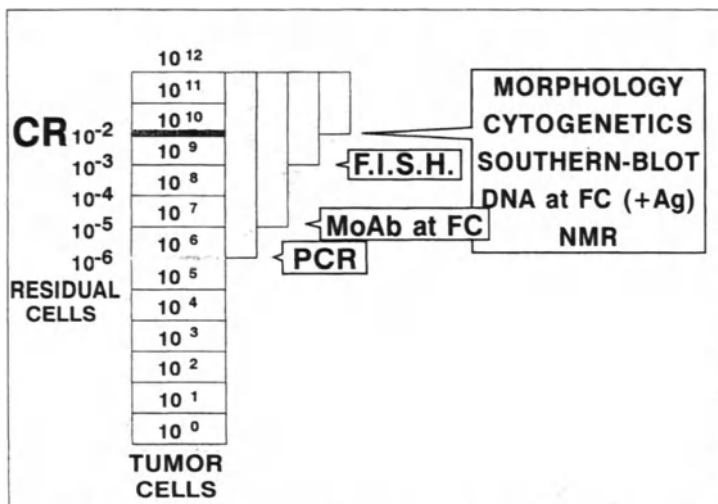 10 12
10 11
10 10
CR 10-2
10 9
10-3
10 8
10-4
10 7
10-5
10 6
10-6
10 5
RESIDUAL
CELLS
10 4
10 3
10 2
10 1
10 0
TUMOR
CELLS
MORPHOLOGY
CYTOGENETICS
SOUTHERN-BLOT
DNA at FC (+Ag)
NMR
F.I.S.H.
MoAb at FC
PCR